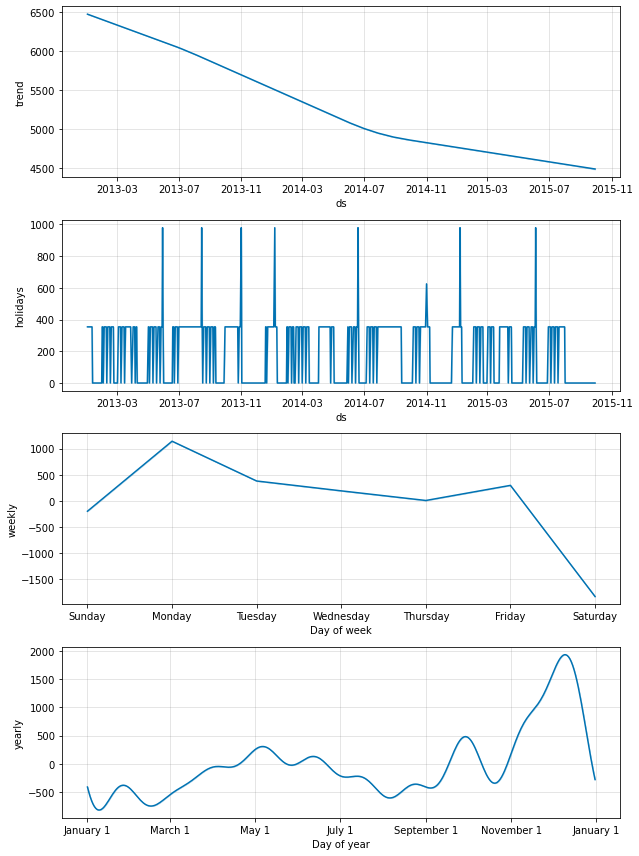 6500
6000
5500
5000
4500
trend
2013-03 2013-07 2013-11 2014-03 2014-07 2014-11 2015-03 2015-07 2015-11
ds
1000
800
600
400
200
0
holidays
2013-03 2013-07 2013-11 2014-03 2014-07 2014-11 2015-03 2015-07 2015-11
ds
1000
500
0
−500
−1000
−1500
weekly
Sunday Monday Tuesday Wednesday Thursday Friday Saturday
Day of week
2000
1500
1000
500
0
−500
yearly
January 1 March 1 May 1 July 1 September 1 November 1 January 1
Day of year